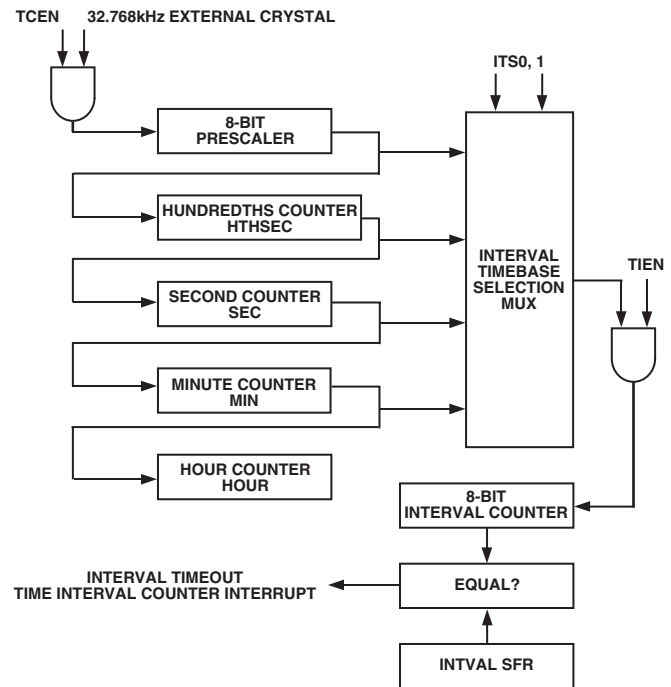 TCEN 32.768kHz EXTERNAL CRYSTAL
ITS0, 1
8-BIT
PRESCALER
HUNDREDTHS COUNTER
HTHSEC
INTERVAL
TIMEBASE
SELECTION
MUX
TIEN
SECOND COUNTER
SEC
MINUTE COUNTER
MIN
HOUR COUNTER
HOUR
8-BIT
INTERVAL COUNTER
INTERVAL TIMEOUT
TIME INTERVAL COUNTER INTERRUPT
EQUAL?
INTVAL SFR